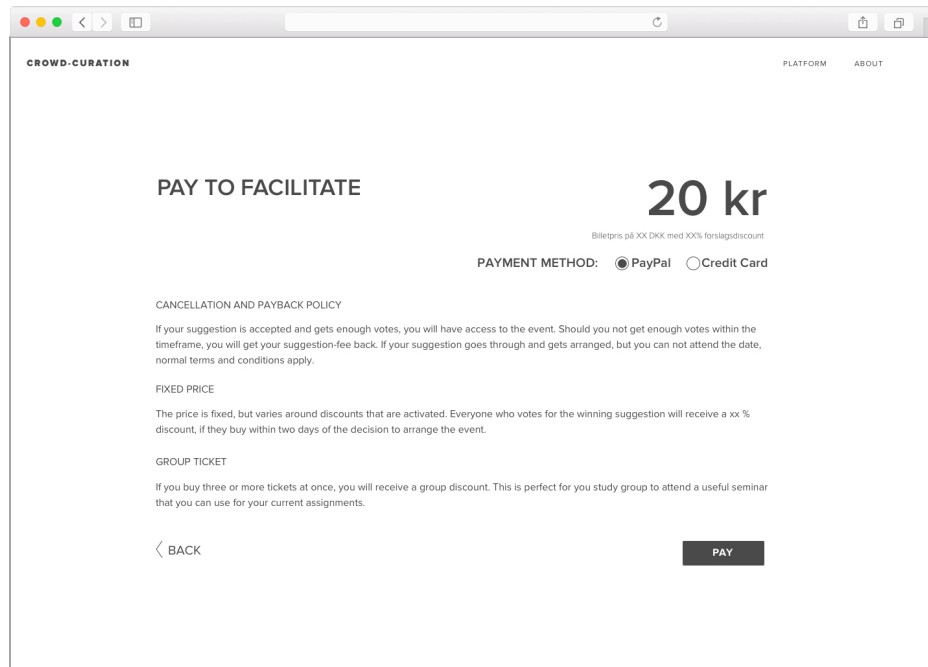 CROWD-CURATION
PLATFORM ABOUT
PAY TO FACILITATE
20 kr
Billetpris på XX DKK med XX% forslagsdiscount
PAYMENT METHOD: PayPal Credit Card
CANCELLATION AND PAYBACK POLICY
If your suggestion is accepted and gets enough votes, you will have access to the event. Should you not get enough votes within the
timeframe, you will get your suggestion-fee back. If your suggestion goes through and gets arranged, but you can not attend the date,
normal terms and conditions apply.
FIXED PRICE
The price is fixed, but varies around discounts that are activated. Everyone who votes for the winning suggestion will receive a xx %
discount, if they buy within two days of the decision to arrange the event.
GROUP TICKET
If you buy three or more tickets at once, you will receive a group discount. This is perfect for you study group to attend a useful seminar
that you can use for your current assignments.
BACK
PAY